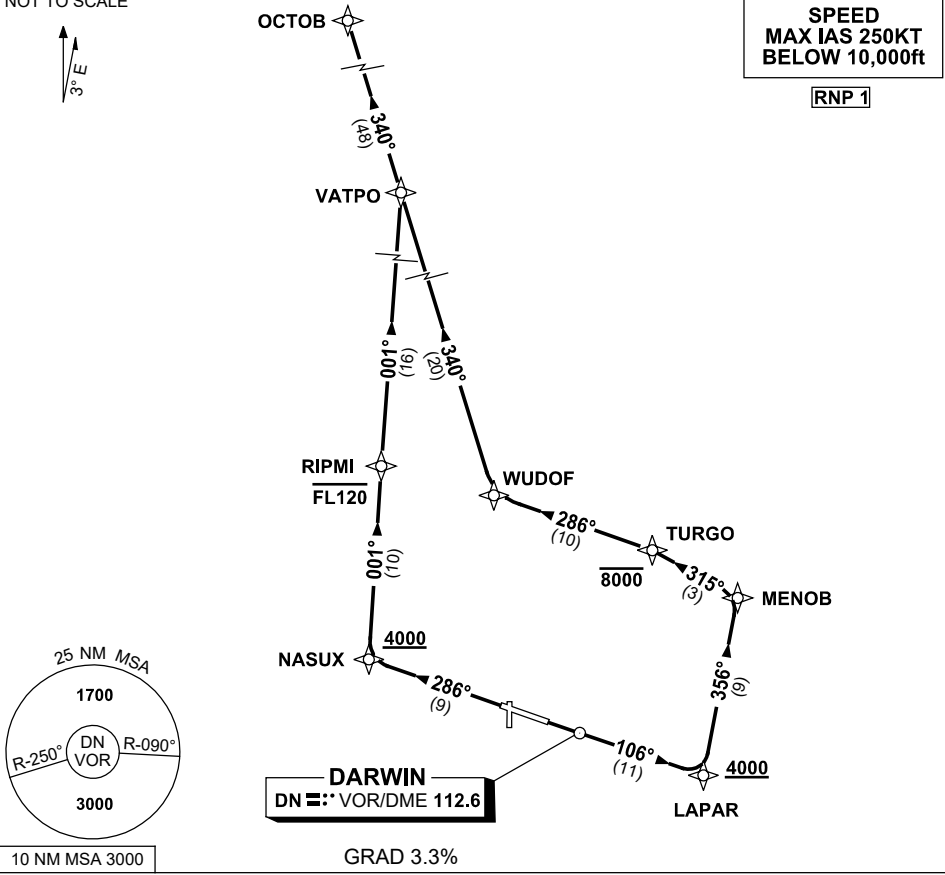 NOT TO SCALE
3° E
SPEED
MAX IAS 250KT
BELOW 10,000ft
RNP 1
OCTOB
340°
(48)
VATPO
001°
(16)
340°
(20)
RIPMI
FL120
WUDOF
286°
(10)
TURGO
8000
315°
(3)
MENOB
001°
(10)
NASUX
4000
286°
(9)
356°
(9)
106°
(11)
4000
LAPAR
DARWIN
DN VOR/DME 112.6
25 NM MSA
1700
DN
VOR
R-250°
R-090°
3000
10 NM MSA 3000
GRAD 3.3%